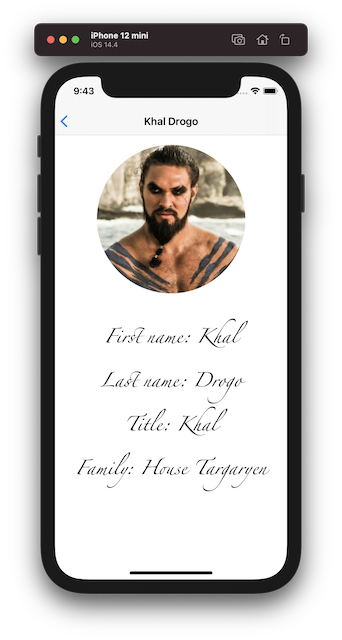 iPhone 12 mini
iOS 14.4
9:43
Khal Drogo
First name: Khal
Last name: Drogo
Title: Khal
Family: House Targaryen